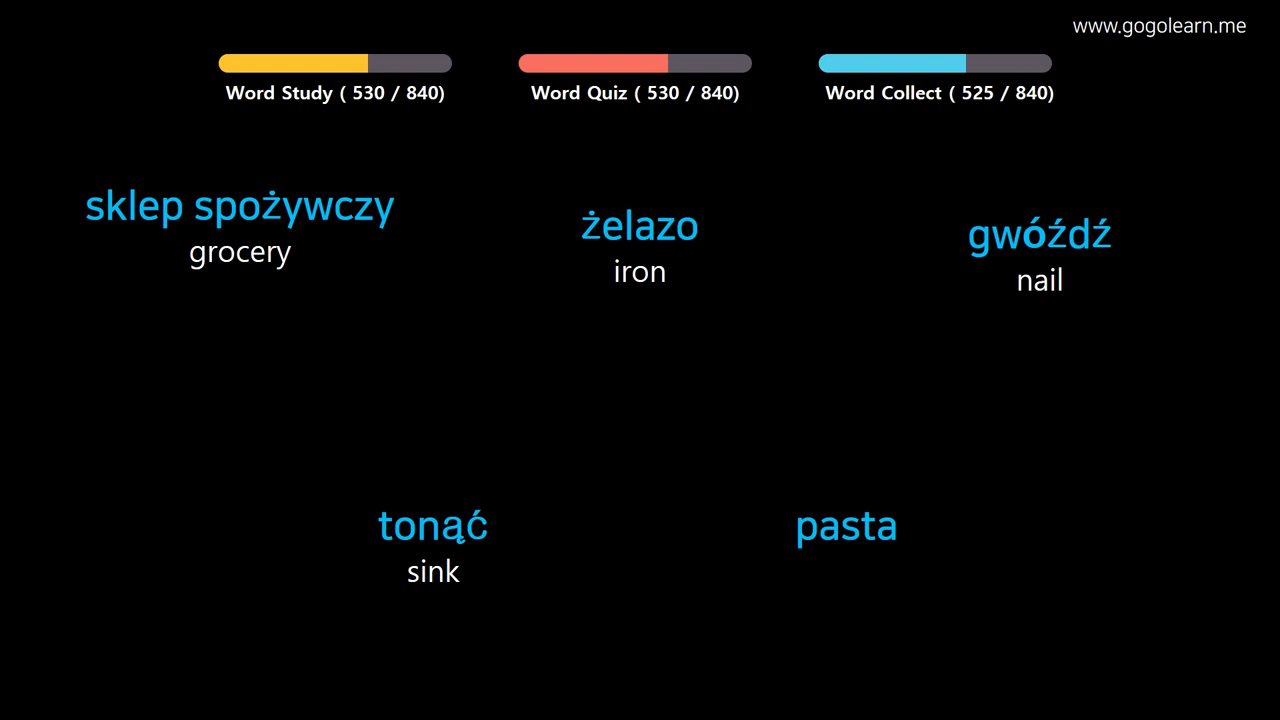 www.gogolearn.me
Word Study ( 530 / 840)
Word Quiz ( 530 / 840)
Word Collect ( 525 / 840)
sklep spożywczy
grocery
żelazo
iron
gwóźdź
nail
tonąć
sink
pasta